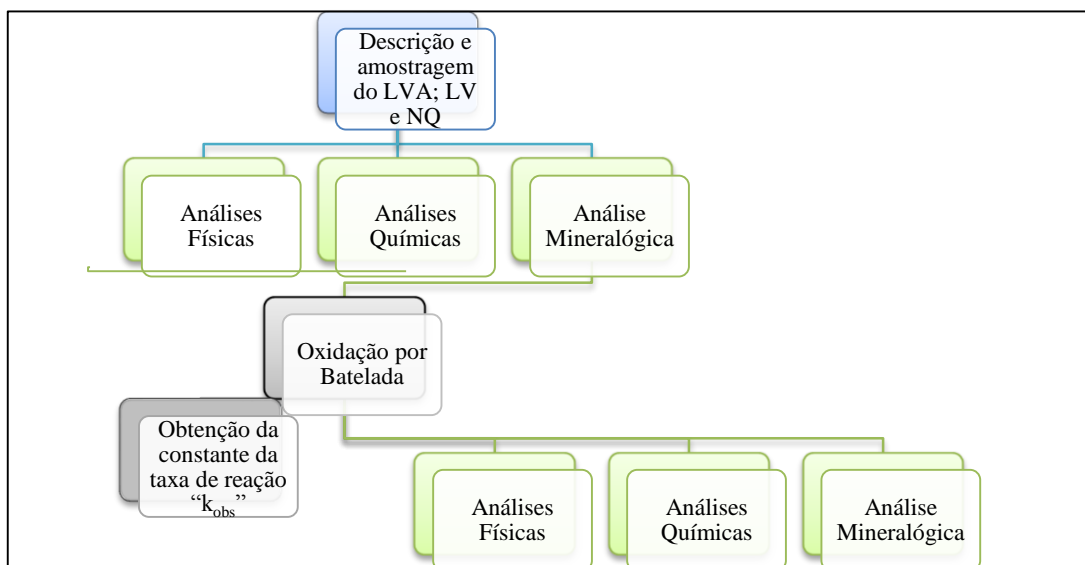 Descrição e
amostragem
do LVA; LV
e NQ
Análises
Físicas
Análises
Químicas
Análise
Mineralógica
Oxidação por
Batelada
Obtenção da
constante da
taxa de reação
“kobs”
Análises
Físicas
Análises
Químicas
Análise
Mineralógica